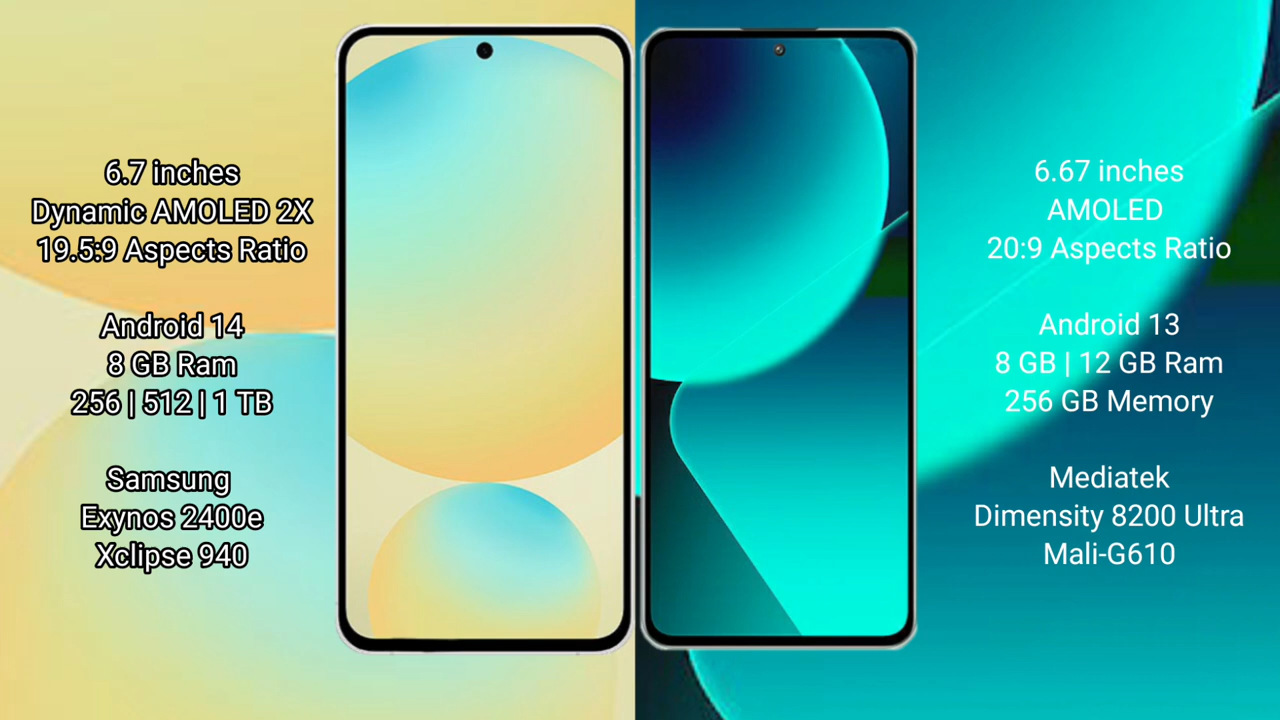 6.7 inches
Dynamic AMOLED 2X
19.5:9 Aspects Ratio
Android 14
8 GB Ram
256 | 512 | 1 TB
Samsung
Exynos 2400e
Xclipse 940
6.67 inches
AMOLED
20:9 Aspects Ratio
Android 13
8 GB | 12 GB Ram
256 GB Memory
Mediatek
Dimensity 8200 Ultra
Mali-G610